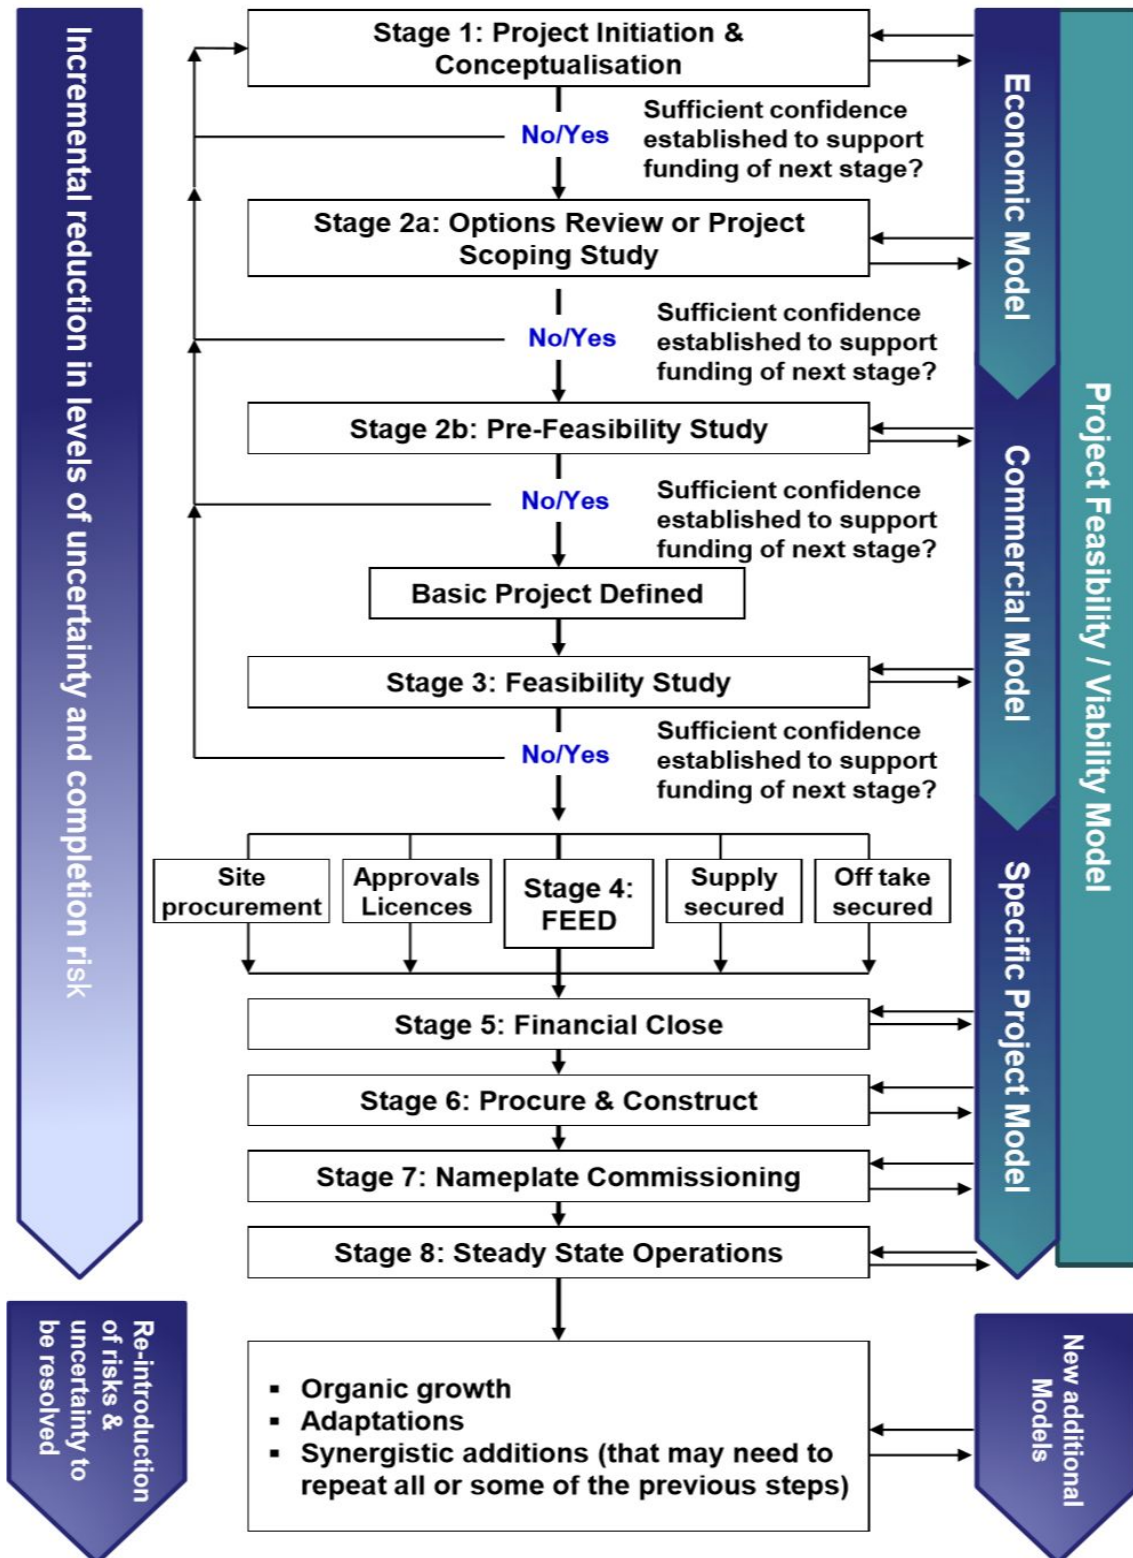 Stage 1: Project Initiation &
Conceptualisation
No/Yes
Sufficient confidence
established to support
funding of next stage?
Stage 2a: Options Review or Project
Scoping Study
No/Yes
Sufficient confidence
established to support
funding of next stage?
Stage 2b: Pre-Feasibility Study
No/Yes
Sufficient confidence
established to support
funding of next stage?
Basic Project Defined
Stage 3: Feasibility Study
No/Yes
Sufficient confidence
established to support
funding of next stage?
Site
procurement
Approvals
Licences
Stage 4:
FEED
Supply
secured
Off take
secured
Stage 5: Financial Close
Stage 6: Procure & Construct
Stage 7: Nameplate Commissioning
Stage 8: Steady State Operations
▪ Organic growth
▪ Adaptations
▪ Synergistic additions (that may need to
repeat all or some of the previous steps)
Incremental reduction in levels of uncertainty and completion risk
Re-introduction
of risks &
uncertainty to
be resolved
Economic Model
Commercial Model
Specific Project Model
Project Feasibility / Viability Model
New additional
Models